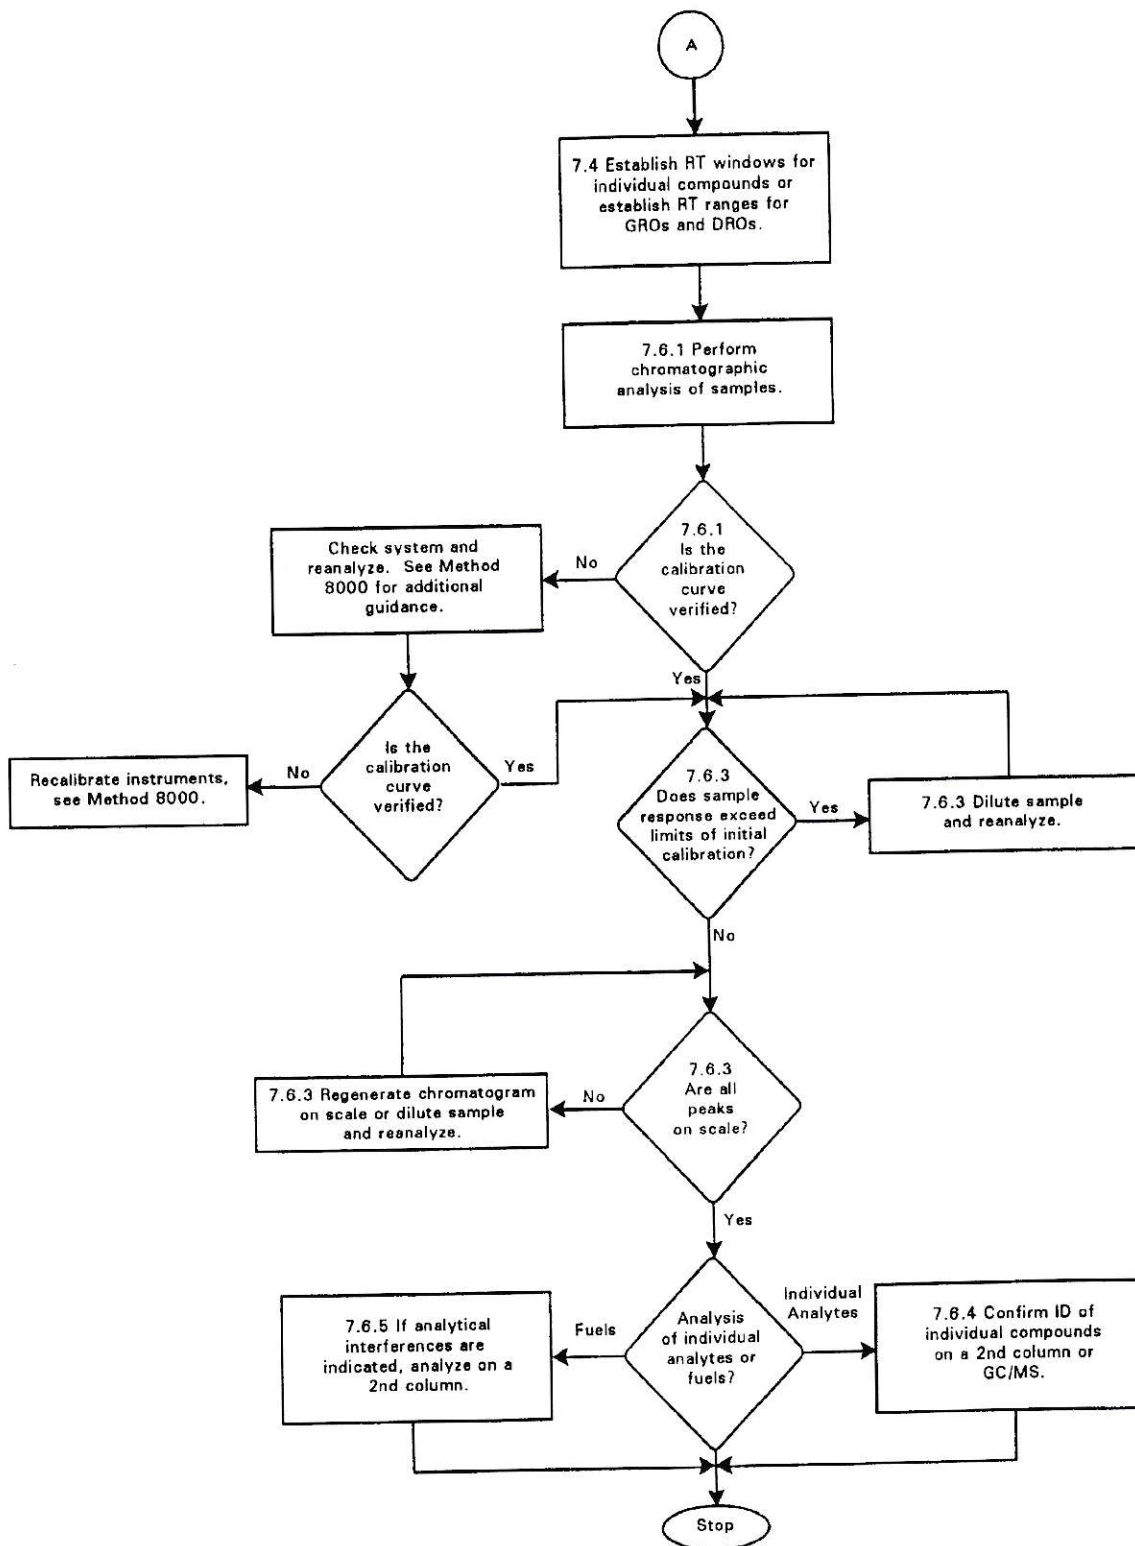 A
7.4 Establish RT windows for
individual compounds or
establish RT ranges for
GROs and DROs.
7.6.1 Perform
chromatographic
analysis of samples.
7.6.1
Is the
calibration
curve
verified?
No
Check system and
reanalyze. See Method
8000 for additional
guidance.
Yes
Is the
calibration
curve
verified?
No
Recalibrate instruments,
see Method 8000.
Yes
7.6.3
Does sample
response exceed
limits of initial
calibration?
Yes
7.6.3 Dilute sample
and reanalyze.
No
7.6.3
Are all
peaks
on scale?
No
7.6.3 Regenerate chromatogram
on scale or dilute sample
and reanalyze.
Yes
Analysis
of individual
analytes or
fuels?
Fuels
7.6.5 If analytical
interferences are
indicated, analyze on a
2nd column.
Individual
Analytes
7.6.4 Confirm ID of
individual compounds
on a 2nd column or
GC/MS.
Stop